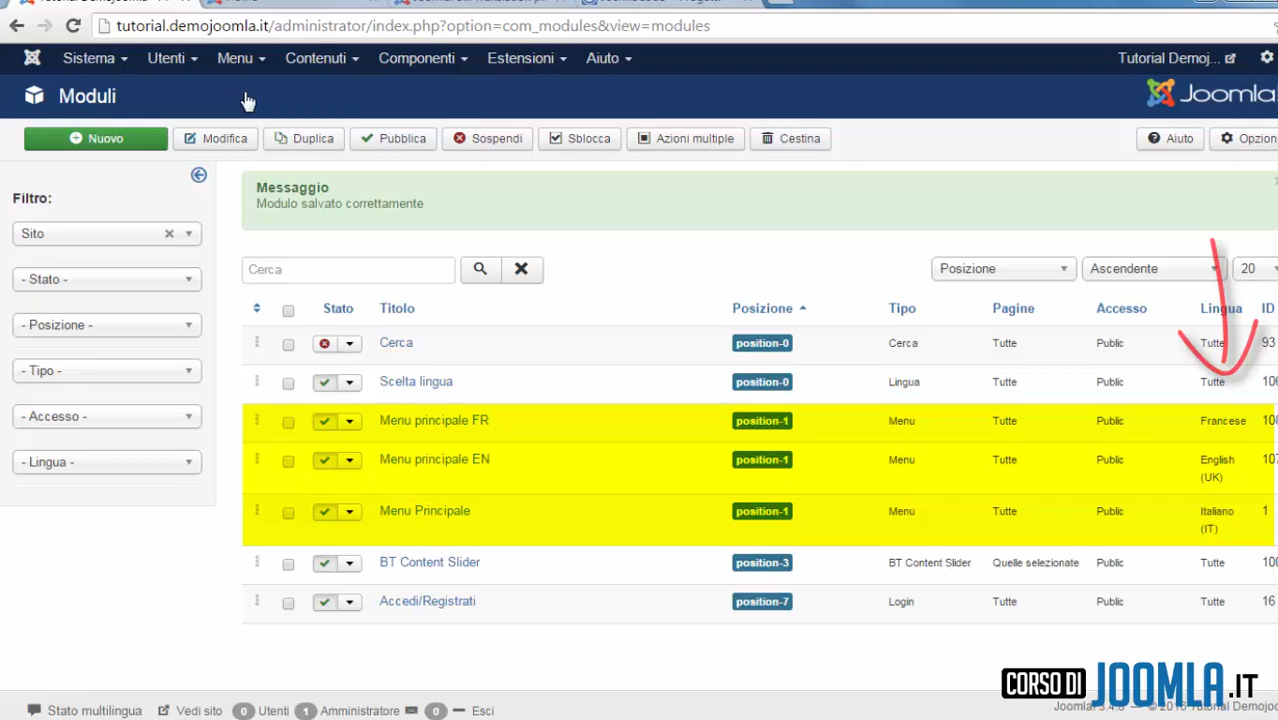 tutorial.demojoomla.it/administrator/index.php?option=com_modules&view=modules
Sistema Utenti Menu Contenuti Componenti Estensioni Aiuto Tutorial Demoj...
Moduli Joomla
Nuovo Modifica Duplica Pubblica Sospendi Sblocca Azioni multiple Cestina Aiuto Opzion
Messaggio
Modulo salvato correttamente
Filtro:
Sito
- Stato -
- Posizione -
- Tipo -
- Accesso -
- Lingua -
Cerca Posizione Ascendente 20
Stato Titolo Posizione Tipo Pagine Accesso Lingua ID
Cerca position-0 Cerca Tutte Public Tutte 93
Scelta lingua position-0 Lingua Tutte Public Tutte 106
Menu principale FR position-1 Menu Tutte Public Francese 108
Menu principale EN position-1 Menu Tutte Public English 107
(UK)
Menu Principale position-1 Menu Tutte Public Italiano 1
(IT)
BT Content Slider position-3 BT Content Slider Quelle selezionate Public Tutte
Accedi/Registrati position-7 Login Tutte Public Tutte 16
CORSO DI JOOMLA.IT
Stato multilingua Vedi sito 0 Utenti 1 Amministratore 0 Esci